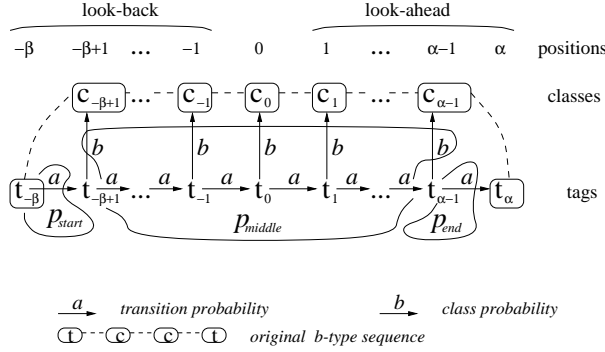 look-back look-ahead
−β −β+1 ... −1 0 1 ... α−1 α positions
c−β+1 ... c−1 c0 c1 ... cα−1 classes
b b b b b
a a a a a a a a
t−β t−β+1 ... t−1 t0 t1 ... tα−1 tα tags
pstart pmiddle pend
a transition probability b class probability
t c c t original b-type sequence